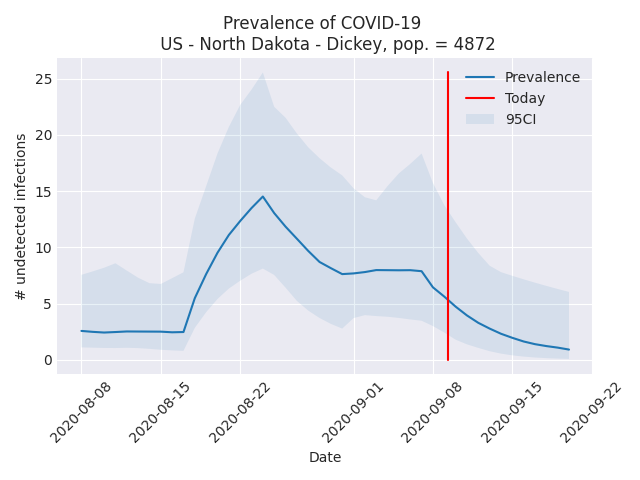 Prevalence of COVID-19
US - North Dakota - Dickey, pop. = 4872
25
20
15
10
5
0
# undetected infections
Prevalence
Today
95CI
2020-08-08
2020-08-15
2020-08-22
2020-09-01
2020-09-08
2020-09-15
2020-09-22
Date